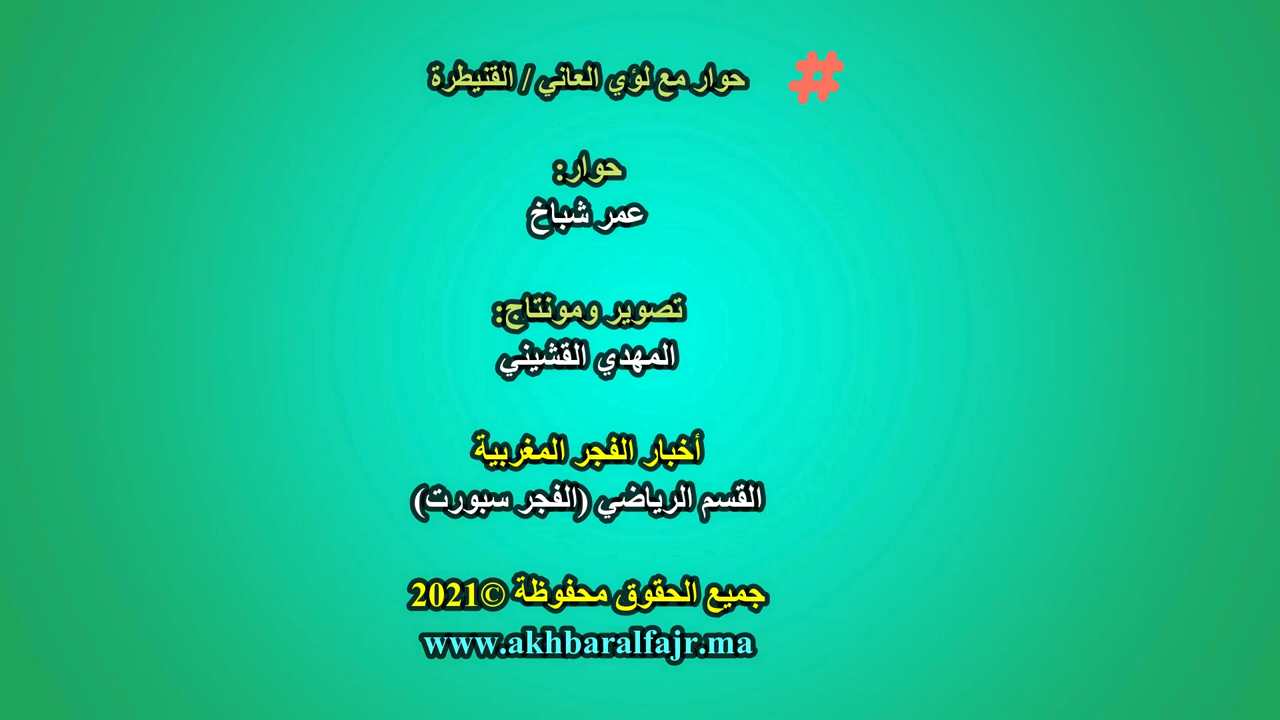 # حوار مع لؤي العاني / القنيطرة
حوار:
عمر شباخ
تصوير ومونتاج:
المهدي القشيني
أخبار الفجر المغربية
القسم الرياضي (الفجر سبورت)
جميع الحقوق محفوظة ©2021
www.akhbaralfajr.ma